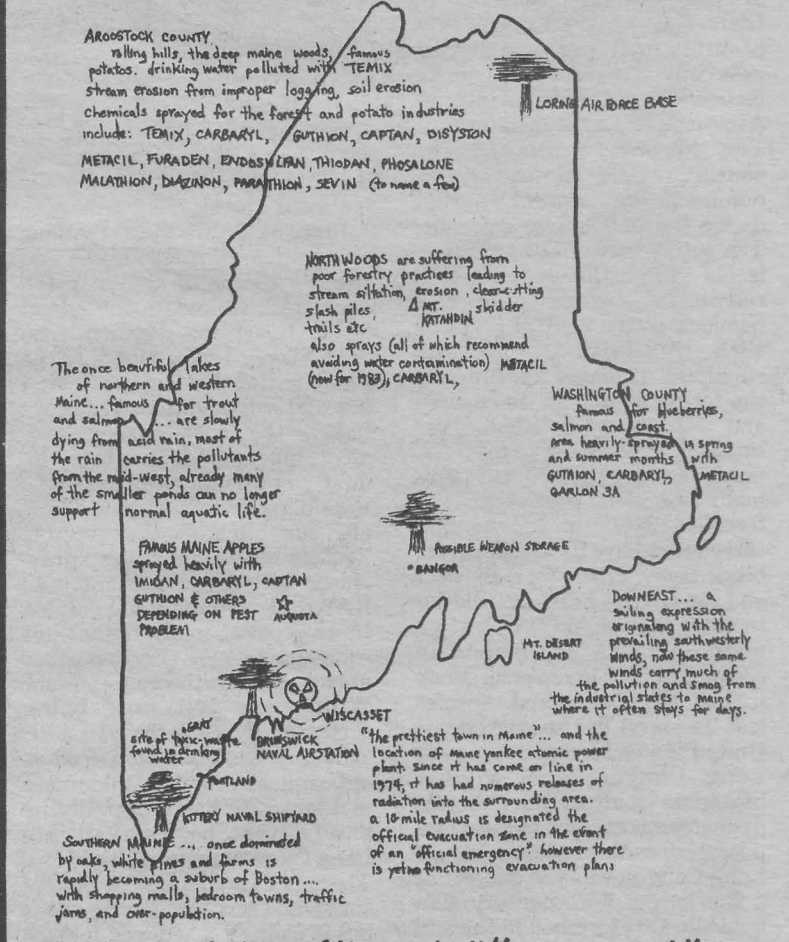 AROOSTOCK COUNTY
rolling hills, the deep maine woods, famous
potatos. drinking water polluted with TEMIX
stream erosion from improper logging, soil erosion
chemicals sprayed for the forest and potato industries
include: TEMIX, CARBARYL, GUTHION, CAPTAN, DISYSTON
METACIL, FURADEN, ENDOSULFAN, THIODAN, PHOSALONE
MALATHION, DIAZINON, PARATHION, SEVIN (to name a few)
LORING AIR FORCE BASE
NORTH WOODS are suffering from
poor forestry practices leading to
stream siltation, erosion, clear-cutting
slash piles, skidder
trails etc
also sprays (all of which recommend
avoiding water contamination) METACIL
(now for 1983), CARBARYL,
MT.
KATAHDIN
The once beautiful lakes
of northern and western
Maine... famous for trout
and salmon ... are slowly
dying from acid rain, most of
the rain carries the pollutants
from the mid-west, already many
of the smaller ponds can no longer
support normal aquatic life.
WASHINGTON COUNTY
famous for blueberries,
salmon and coast.
area heavily sprayed in spring
and summer months with
GUTHION, CARBARYL, METACIL
GARLON 3A
POSSIBLE WEAPON STORAGE
BANGOR
FAMOUS MAINE APPLES
sprayed heavily with
IMIDAN, CARBARYL, CAPTAN
GUTHION & OTHERS
DEPENDING ON PEST
PROBLEM
AUGUSTA
MT. DESERT
ISLAND
DOWNEAST... a
sailing expression
origonalong with the
prevailing southwesterly
winds, now these same
winds carry much of
the pollution and smog from
the industrial states to maine
where it often stays for days.
WISCASSET
"the prettiest town in Maine"... and the
location of maine yankee atomic power
plant. since it has come on line in
1974, it has had numerous releases of
radiation into the surrounding area.
a 10-mile radius is designated the
official evacuation zone in the event
of an "official emergency" however there
is yet no functioning evacuation plans
BRUNSWICK
NAVAL AIRSTATION
GRAY
site of toxic-waste
found in drinking
water
PORTLAND
KITTERY NAVAL SHIPYARD
SOUTHERN MAINE ... once dominated
by oaks, white pines and farms is
rapidly becoming a suburb of Boston....
with shopping malls, bedroom towns, traffic
jams, and over-population.